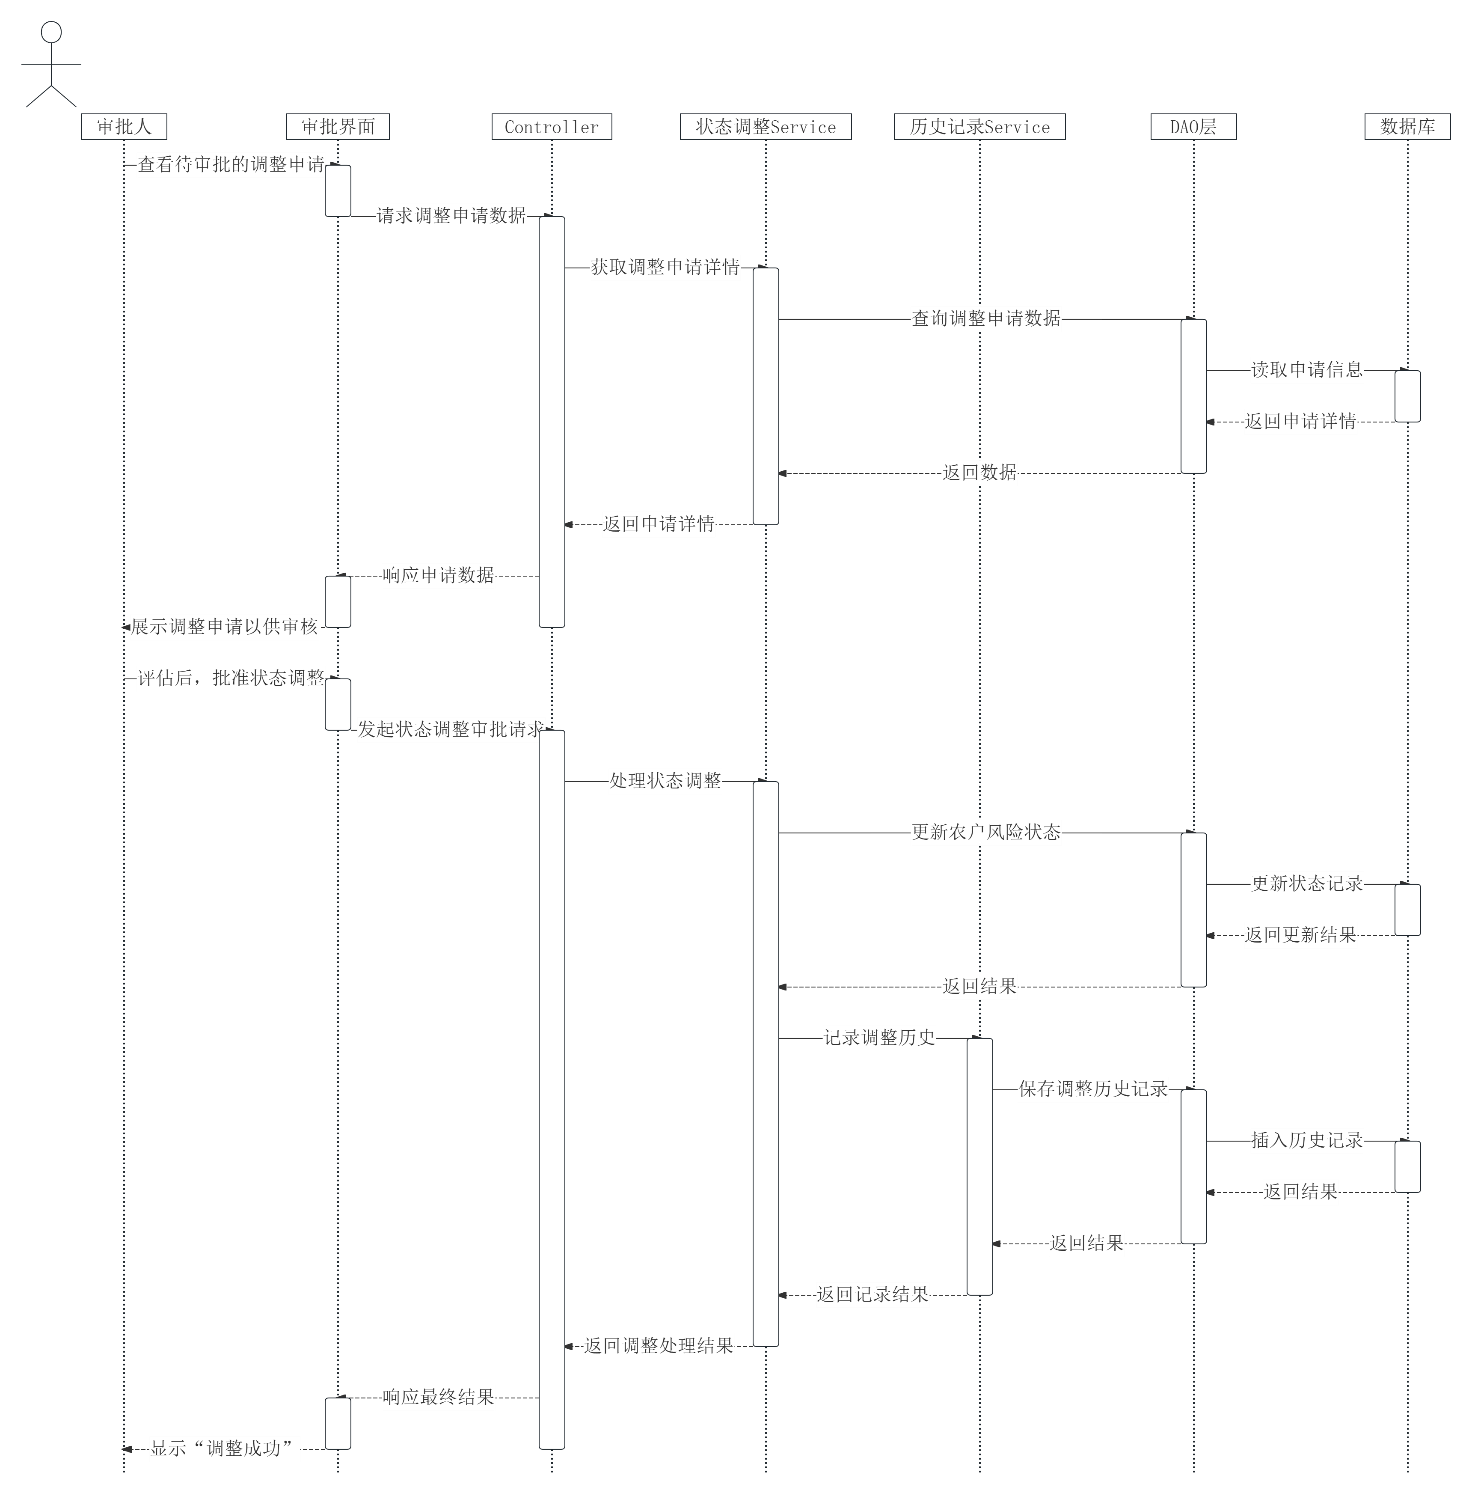 审批人
审批界面
Controller
状态调整Service
历史记录Service
DAO层
数据库
查看待审批的调整申请
请求调整申请数据
获取调整申请详情
查询调整申请数据
读取申请信息
返回申请详情
返回数据
返回申请详情
响应申请数据
展示调整申请以供审核
评估后，批准状态调整
发起状态调整审批请求
处理状态调整
更新农户风险状态
更新状态记录
返回更新结果
返回结果
记录调整历史
保存调整历史记录
插入历史记录
返回结果
返回结果
返回记录结果
返回调整处理结果
响应最终结果
显示“调整成功”